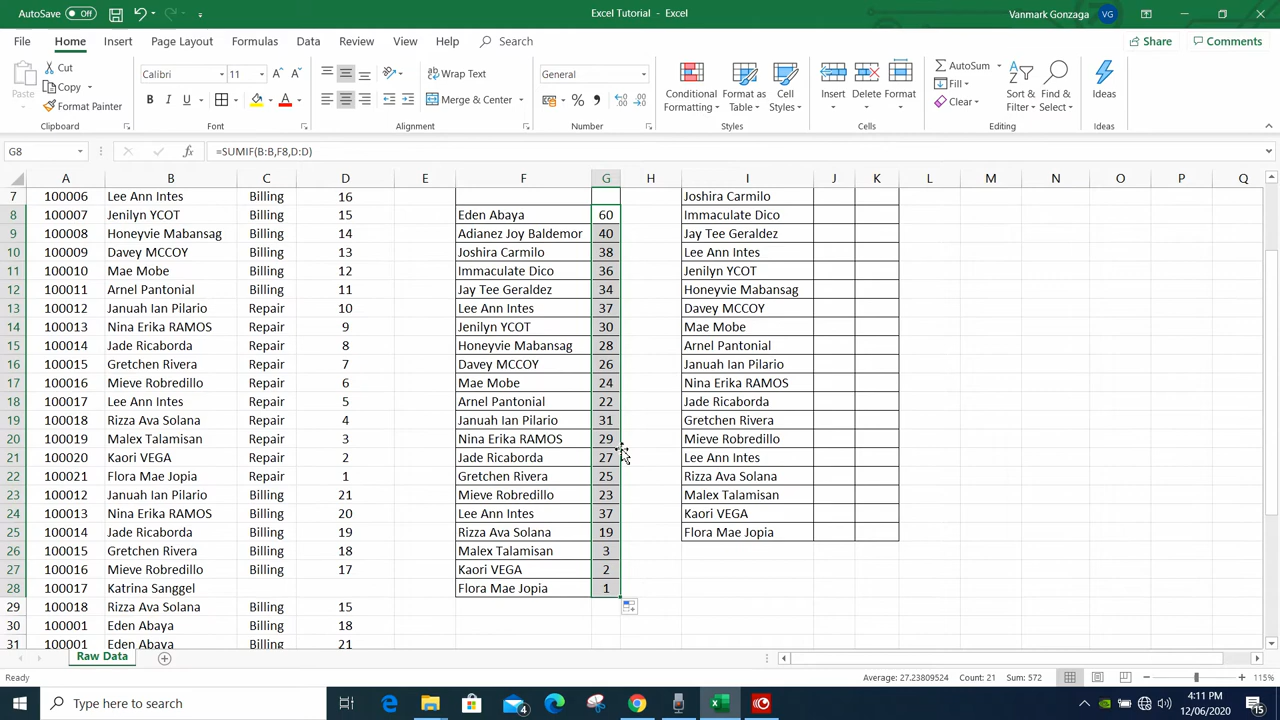 AutoSave Off Excel Tutorial - Excel Vanmark Gonzaga VG
File Home Insert Page Layout Formulas Data Review View Help Search Share Comments
Paste Cut Copy Format Painter Clipboard
Calibri 11 A A B I U A Font
Wrap Text Merge & Center Alignment
General % , Number
Conditional Formatting Format as Table Cell Styles Styles
Insert Delete Format Cells
AutoSum Fill Clear Sort & Filter Find & Select Editing
Ideas Ideas
G8 fx =SUMIF(B:B,F8,D:D)
A B C D E F G H I J K L M N O P Q
7 100006 Lee Ann Intes Billing 16 Joshira Carmilo
8 100007 Jenilyn YCOT Billing 15 Eden Abaya 60 Immaculate Dico
9 100008 Honeyvie Mabansag Billing 14 Adianez Joy Baldemor 40 Jay Tee Geraldez
10 100009 Davey MCCOY Billing 13 Joshira Carmilo 38 Lee Ann Intes
11 100010 Mae Mobe Billing 12 Immaculate Dico 36 Jenilyn YCOT
12 100011 Arnel Pantonial Billing 11 Jay Tee Geraldez 34 Honeyvie Mabansag
13 100012 Januah Ian Pilario Repair 10 Lee Ann Intes 37 Davey MCCOY
14 100013 Nina Erika RAMOS Repair 9 Jenilyn YCOT 30 Mae Mobe
15 100014 Jade Ricaborda Repair 8 Honeyvie Mabansag 28 Arnel Pantonial
16 100015 Gretchen Rivera Repair 7 Davey MCCOY 26 Januah Ian Pilario
17 100016 Mieve Robredillo Repair 6 Mae Mobe 24 Nina Erika RAMOS
18 100017 Lee Ann Intes Repair 5 Arnel Pantonial 22 Jade Ricaborda
19 100018 Rizza Ava Solana Repair 4 Januah Ian Pilario 31 Gretchen Rivera
20 100019 Malex Talamisan Repair 3 Nina Erika RAMOS 29 Mieve Robredillo
21 100020 Kaori VEGA Repair 2 Jade Ricaborda 27 Lee Ann Intes
22 100021 Flora Mae Jopia Repair 1 Gretchen Rivera 25 Rizza Ava Solana
23 100012 Januah Ian Pilario Billing 21 Mieve Robredillo 23 Malex Talamisan
24 100013 Nina Erika RAMOS Billing 20 Lee Ann Intes 37 Kaori VEGA
25 100014 Jade Ricaborda Billing 19 Rizza Ava Solana 19 Flora Mae Jopia
26 100015 Gretchen Rivera Billing 18 Malex Talamisan 3
27 100016 Mieve Robredillo Billing 17 Kaori VEGA 2
28 100017 Katrina Sanggel Flora Mae Jopia 1
29 100018 Rizza Ava Solana Billing 15
30 100001 Eden Abaya Billing 18
31 100001 Eden Abaya Billing 21
Raw Data
Ready Average: 27.23809524 Count: 21 Sum: 572 115%
Type here to search 4 4:11 PM
12/06/2020 15